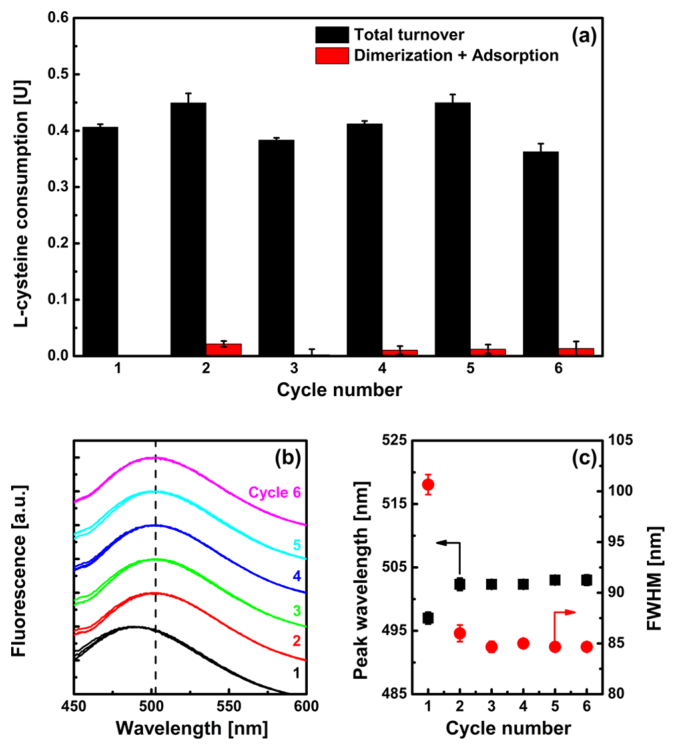 Total turnover
Dimerization + Adsorption
(a)
L-cysteine consumption [U]
0.6
0.5
0.4
0.3
0.2
0.1
0.0
1 2 3 4 5 6
Cycle number
(b)
Fluorescence [a.u.]
Cycle 6
5
4
3
2
1
450 500 550 600
Wavelength [nm]
(c)
Peak wavelength [nm]
525
515
505
495
485
FWHM [nm]
105
100
95
90
85
80
1 2 3 4 5 6
Cycle number